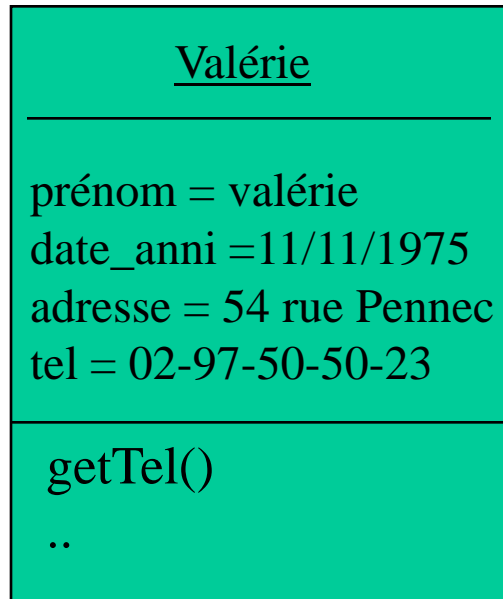 Valérie
prénom = valérie
date_anni =11/11/1975
adresse = 54 rue Pennec
tel = 02-97-50-50-23
getTel()
..